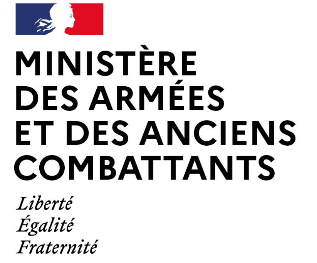 MINISTÈRE
DES ARMÉES
ET DES ANCIENS
COMBATTANTS
Liberté
Égalité
Fraternité